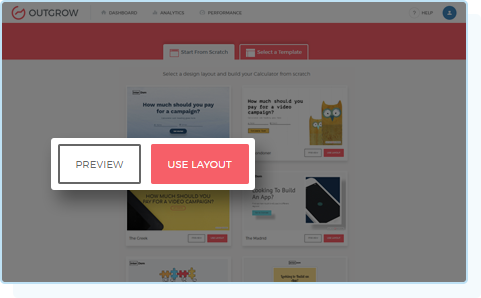 OUTGROW
DASHBOARD
ANALYTICS
PERFORMANCE
? HELP
Start From Scratch
Select a Template
Select a design layout and build your Calculator from scratch
How much should you pay
for a campaign?
How much should you
pay for a video
campaign?
PREVIEW
USE LAYOUT
HOW MUCH SHOULD YOU
PAY FOR A VIDEO CAMPAIGN?
Looking To Build
An App?
The Greek
The Madrid